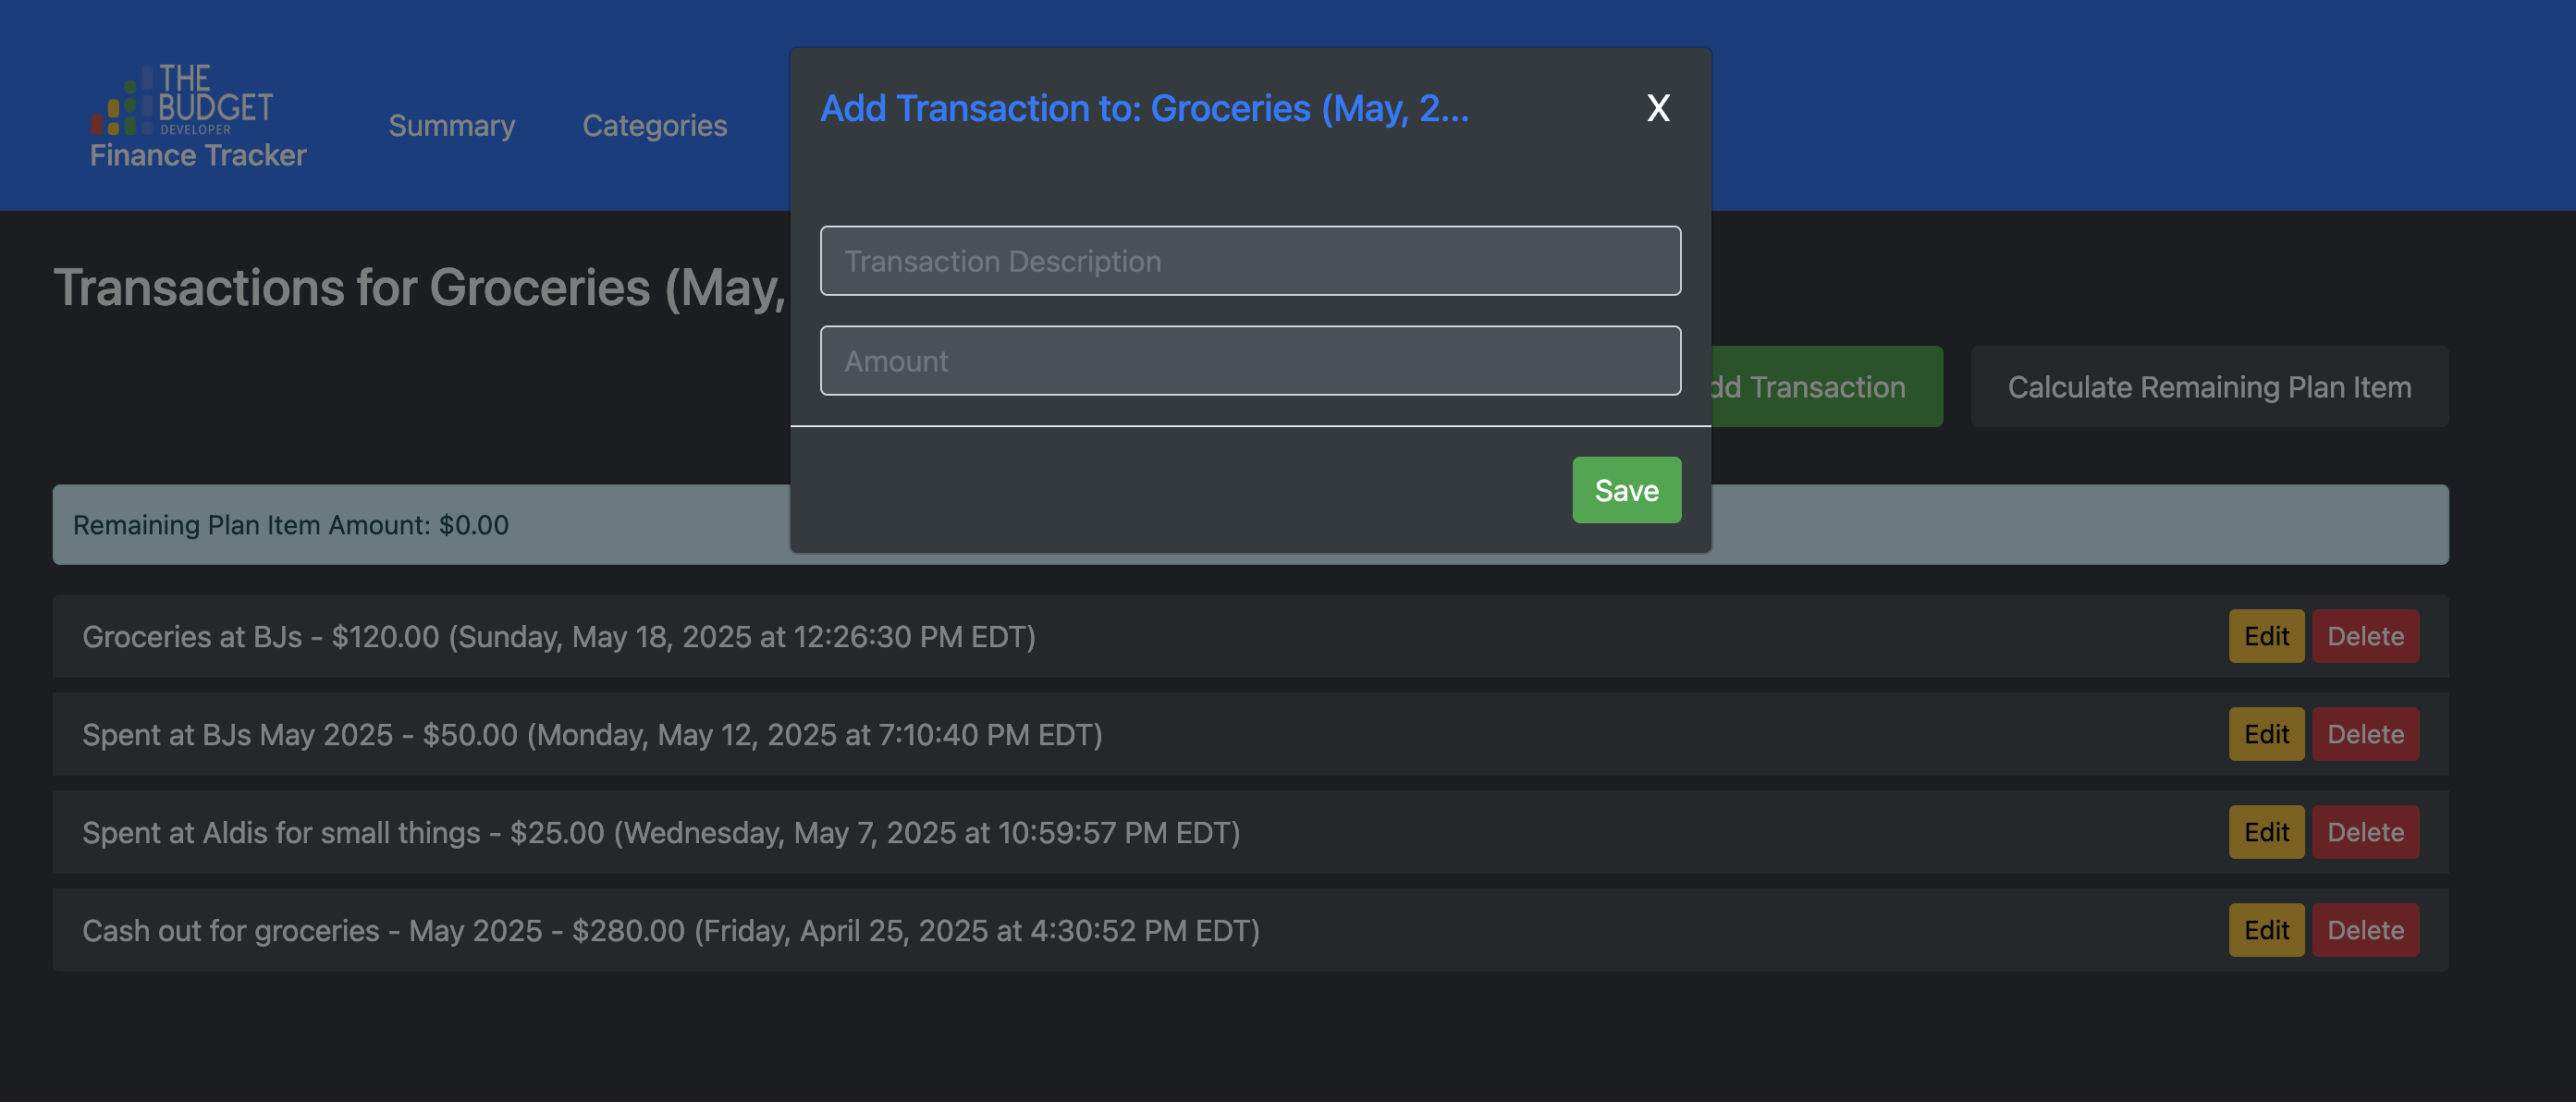 THE
BUDGET
DEVELOPER
Finance Tracker
Summary
Categories
Add Transaction to: Groceries (May, 2...
X
Transaction Description
Amount
Save
Transactions for Groceries (May,
dd Transaction
Calculate Remaining Plan Item
Remaining Plan Item Amount: $0.00
Groceries at BJs - $120.00 (Sunday, May 18, 2025 at 12:26:30 PM EDT)
Edit
Delete
Spent at BJs May 2025 - $50.00 (Monday, May 12, 2025 at 7:10:40 PM EDT)
Edit
Delete
Spent at Aldis for small things - $25.00 (Wednesday, May 7, 2025 at 10:59:57 PM EDT)
Edit
Delete
Cash out for groceries - May 2025 - $280.00 (Friday, April 25, 2025 at 4:30:52 PM EDT)
Edit
Delete